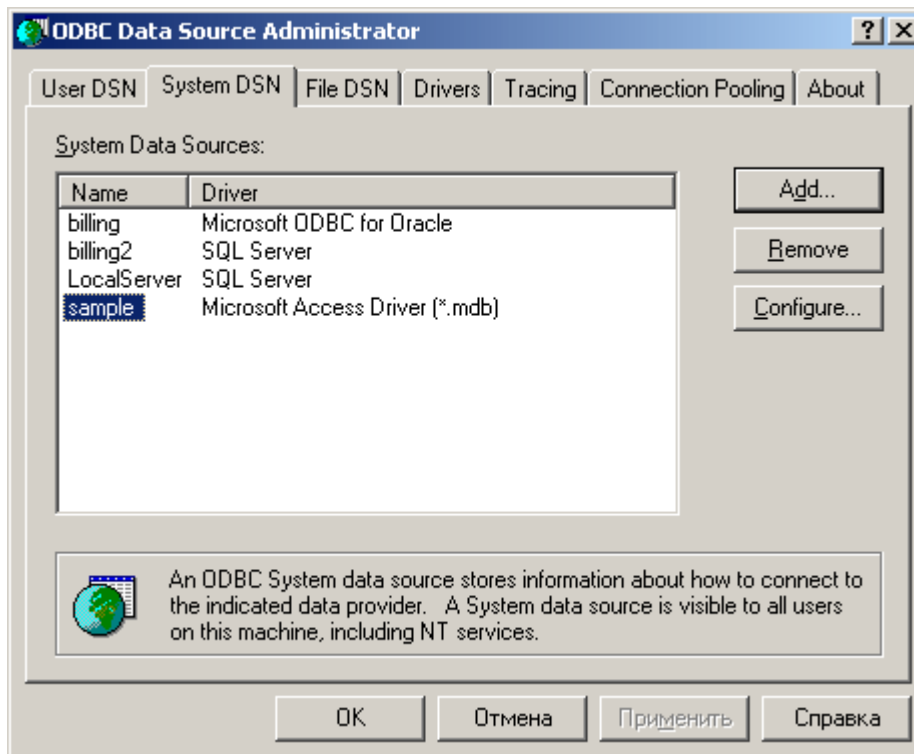 ODBC Data Source Administrator
User DSN System DSN File DSN Drivers Tracing Connection Pooling About
System Data Sources:
Name Driver
billing Microsoft ODBC for Oracle
billing2 SQL Server
LocalServer SQL Server
sample Microsoft Access Driver (*.mdb)
Add...
Remove
Configure...
An ODBC System data source stores information about how to connect to
the indicated data provider. A System data source is visible to all users
on this machine, including NT services.
OK Отмена Применить Справка